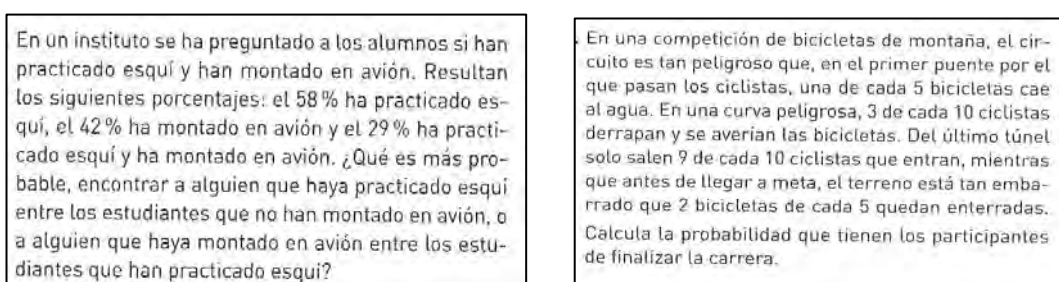 En un instituto se ha preguntado a los alumnos si han
practicado esquí y han montado en avión. Resultan
los siguientes porcentajes: el 58 % ha practicado es-
quí, el 42 % ha montado en avión y el 29 % ha practi-
cado esquí y ha montado en avión. ¿Qué es más pro-
bable, encontrar a alguien que haya practicado esquí
entre los estudiantes que no han montado en avión, o
a alguien que haya montado en avión entre los estu-
diantes que han practicado esquí?
En una competición de bicicletas de montaña, el cir-
cuito es tan peligroso que, en el primer puente por el
que pasan los ciclistas, una de cada 5 bicicletas cae
al agua. En una curva peligrosa, 3 de cada 10 ciclistas
derrapan y se averían las bicicletas. Del último túnel
solo salen 9 de cada 10 ciclistas que entran, mientras
que antes de llegar a meta, el terreno está tan emba-
rrado que 2 bicicletas de cada 5 quedan enterradas.
Calcula la probabilidad que tienen los participantes
de finalizar la carrera.